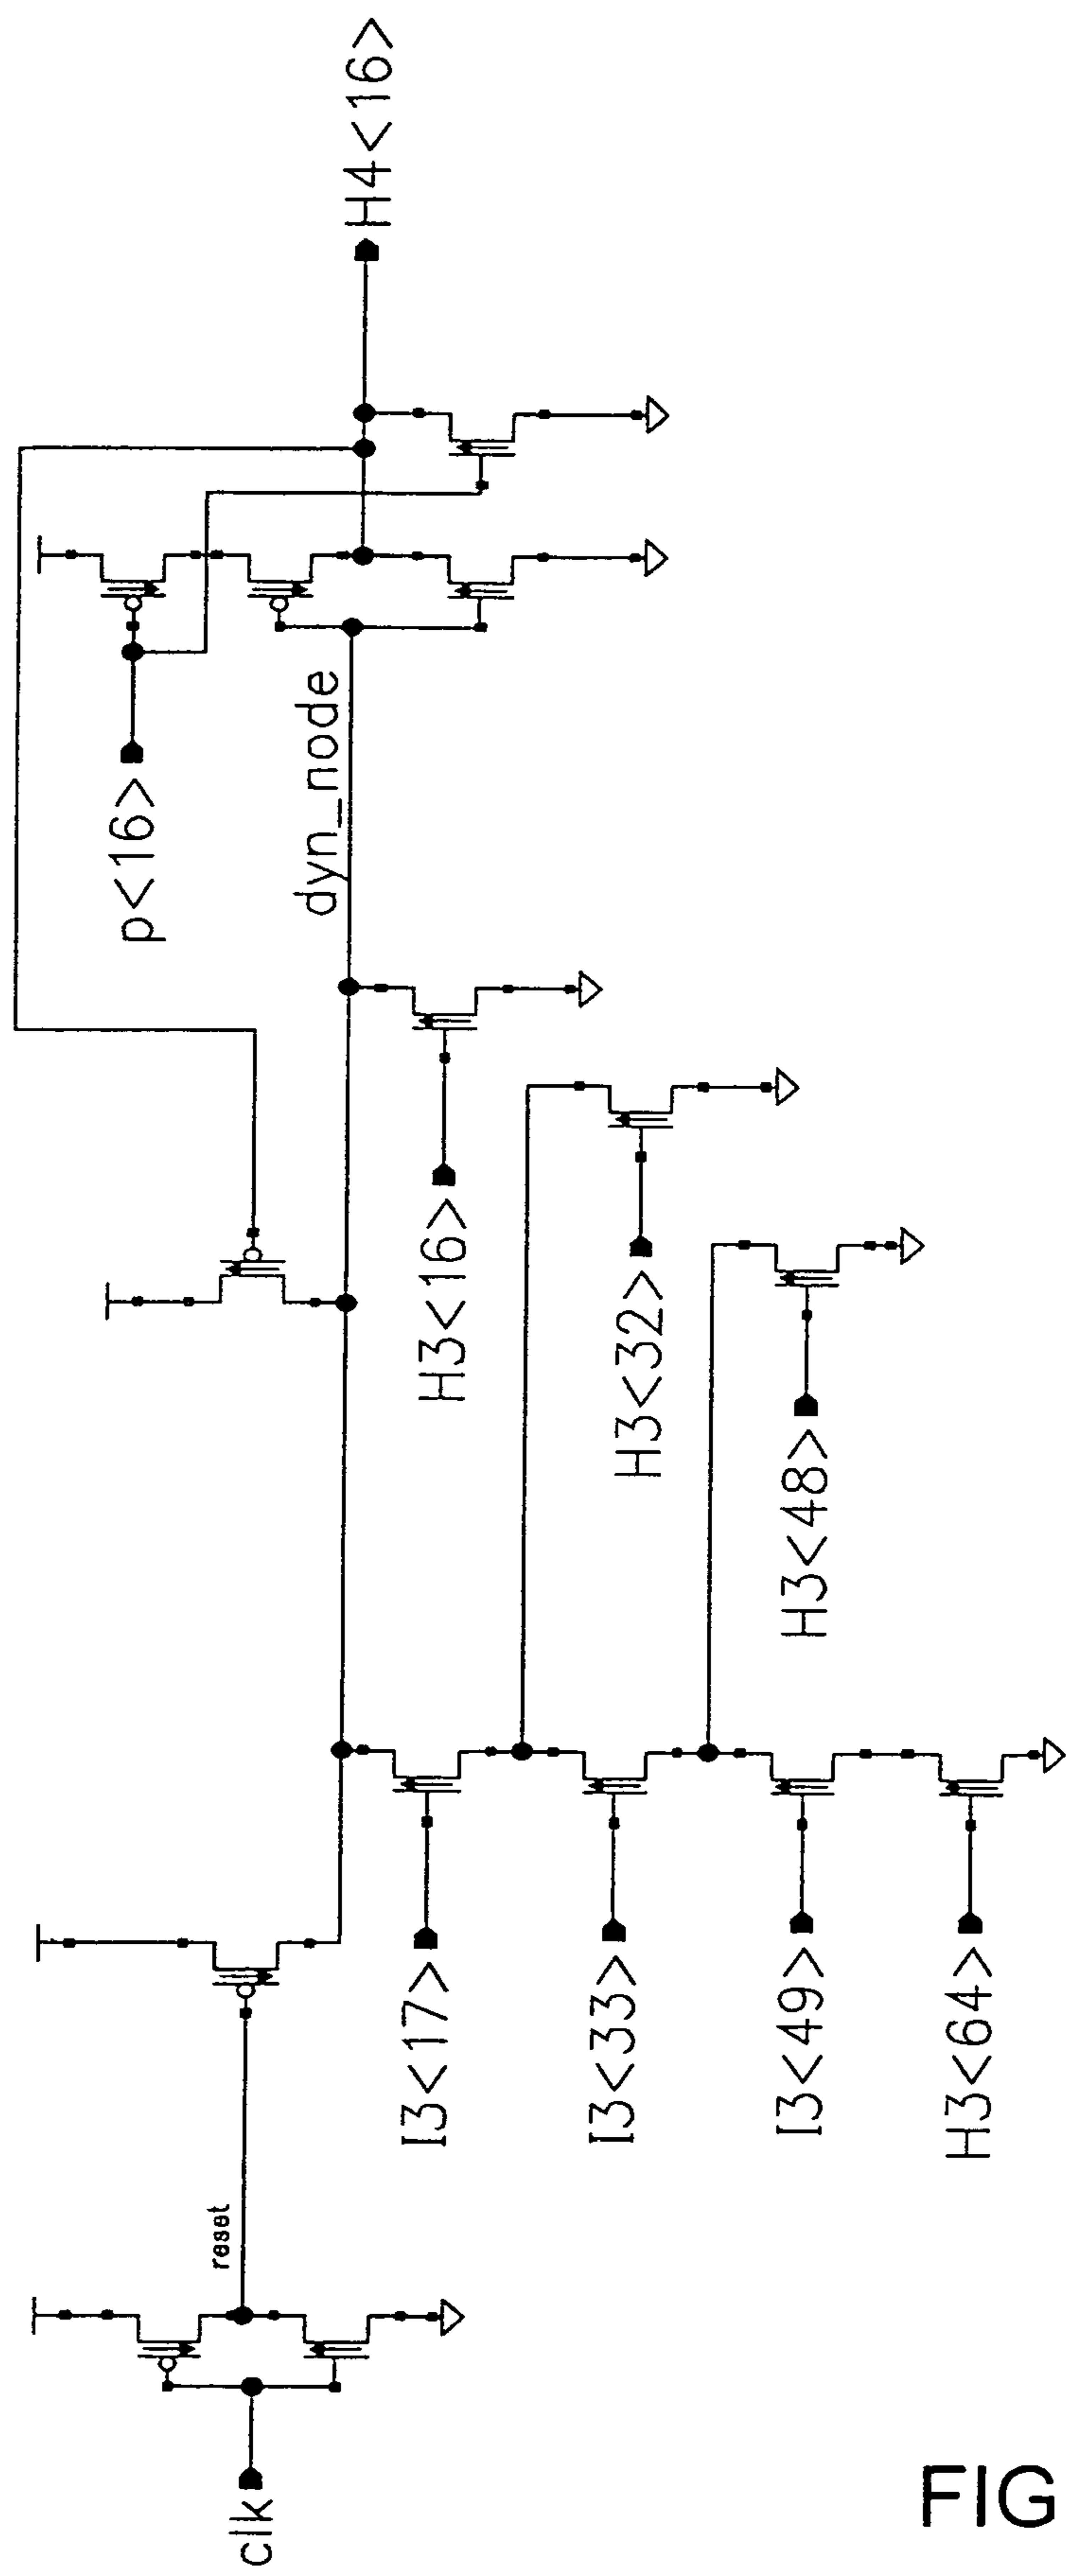 clk
reset
I3<17>
I3<33>
I3<49>
H3<64>
H3<16>
H3<32>
H3<48>
dyn_node
p<16>
H4<16>
FIG